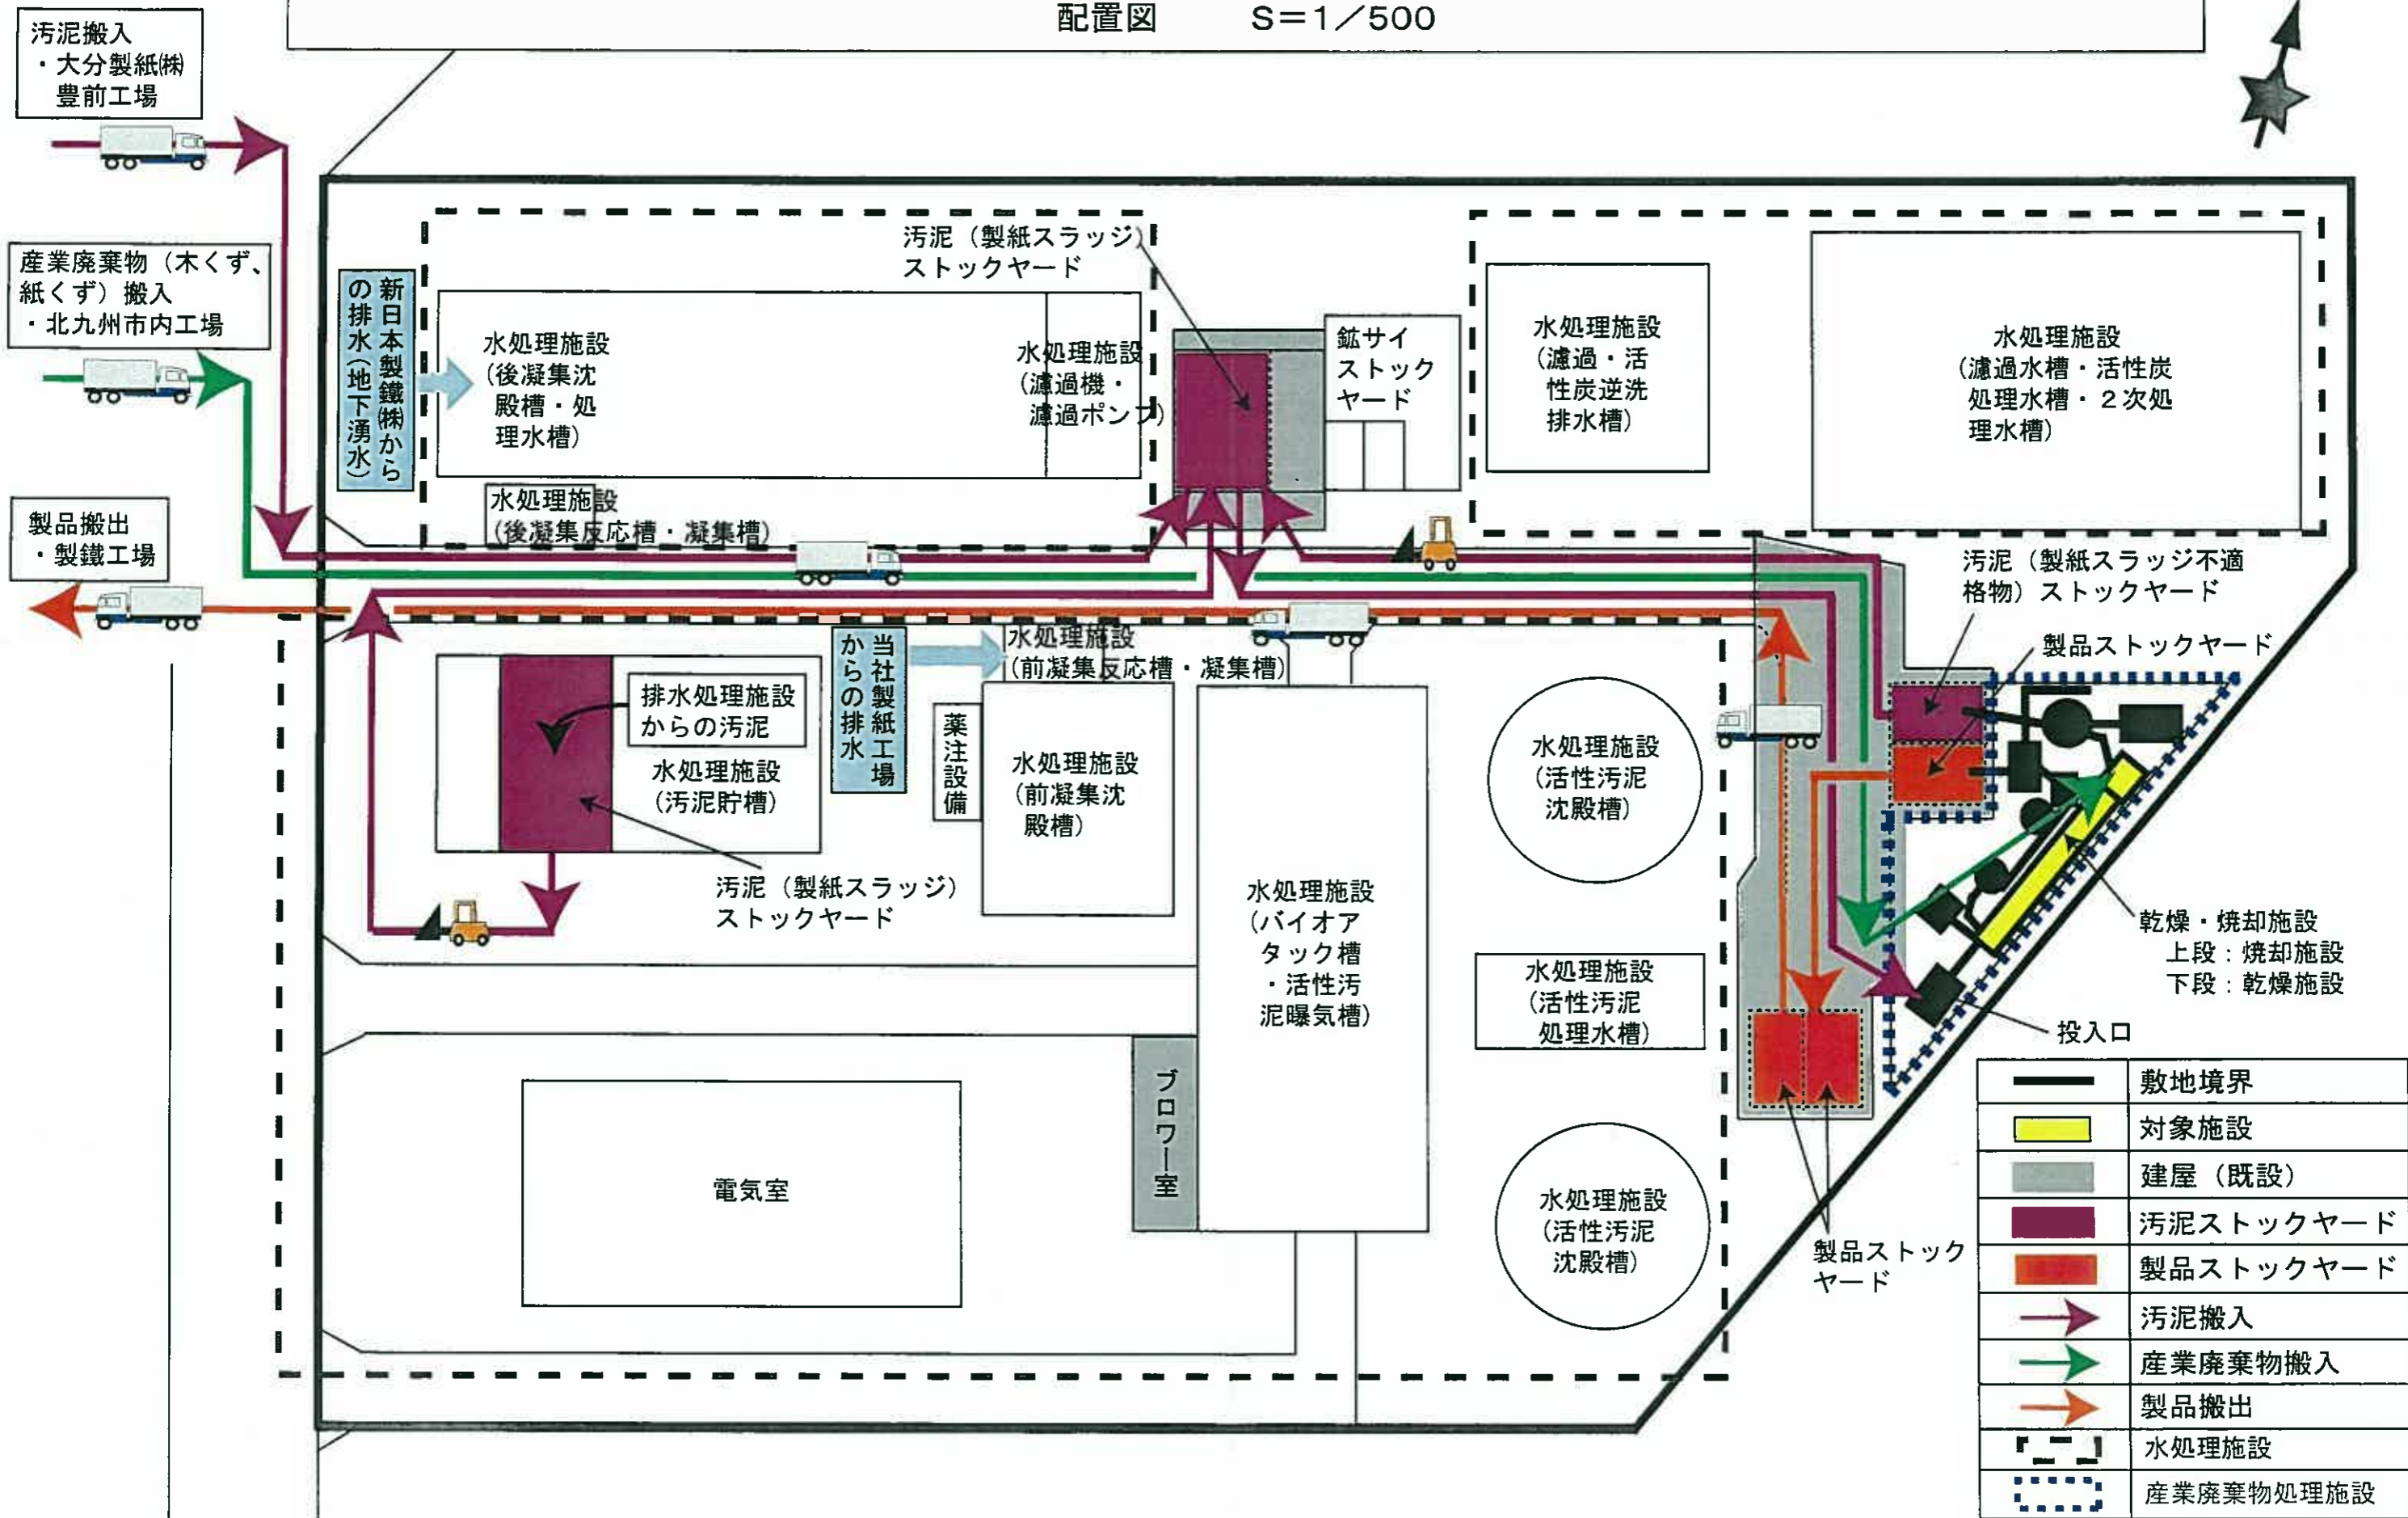 配置図 S＝1／500
汚泥搬入
・大分製紙㈱
豊前工場
産業廃棄物（木くず、
紙くず）搬入
・北九州市内工場
製品搬出
・製鐵工場
新日本製鐵㈱から
の排水（地下湧水）
水処理施設
（後凝集沈
殿槽・処
理水槽）
水処理施設
（濾過機・
濾過ポンプ）
汚泥（製紙スラッジ）
ストックヤード
鉱サイ
ストック
ヤード
水処理施設
（濾過・活
性炭逆洗
排水槽）
水処理施設
（濾過水槽・活性炭
処理水槽・２次処
理水槽）
水処理施設
（後凝集反応槽・凝集槽）
汚泥（製紙スラッジ不適
格物）ストックヤード
製品ストックヤード
排水処理施設
からの汚泥
水処理施設
（汚泥貯槽）
汚泥（製紙スラッジ）
ストックヤード
当社製紙工場
からの排水
水処理施設
（前凝集反応槽・凝集槽）
薬注設備
水処理施設
（前凝集沈
殿槽）
水処理施設
（バイオア
タック槽
・活性汚
泥曝気槽）
水処理施設
（活性汚泥
沈殿槽）
水処理施設
（活性汚泥
処理水槽）
水処理施設
（活性汚泥
沈殿槽）
乾燥・焼却施設
上段：焼却施設
下段：乾燥施設
投入口
ブロワー室
電気室
製品ストック
ヤード
敷地境界
対象施設
建屋（既設）
汚泥ストックヤード
製品ストックヤード
汚泥搬入
産業廃棄物搬入
製品搬出
水処理施設
産業廃棄物処理施設